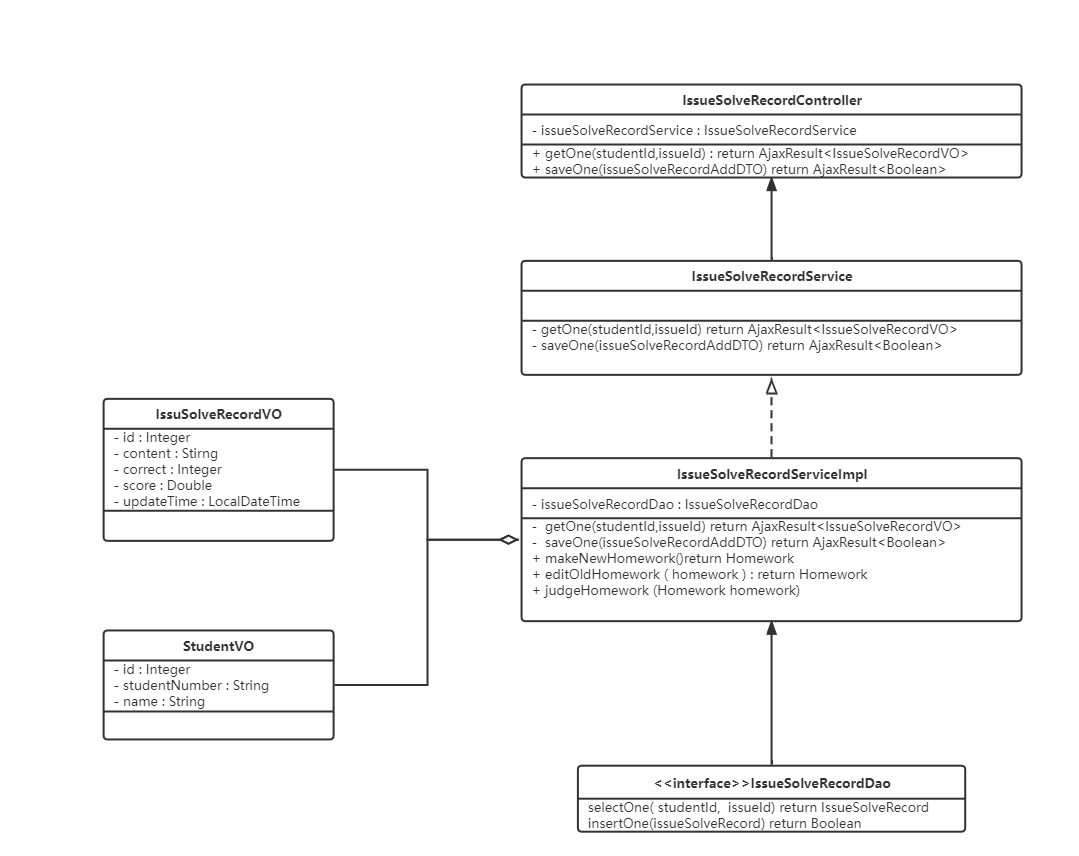 IssueSolveRecordController
- issueSolveRecordService : IssueSolveRecordService
+ getOne(studentId,issueId) : return AjaxResult<IssueSolveRecordVO>
+ saveOne(issueSolveRecordAddDTO) return AjaxResult<Boolean>
IssueSolveRecordService
- getOne(studentId,issueId) return AjaxResult<IssueSolveRecordVO>
- saveOne(issueSolveRecordAddDTO) return AjaxResult<Boolean>
IssuSolveRecordVO
- id : Integer
- content : Stirng
- correct : Integer
- score : Double
- updateTime : LocalDateTime
IssueSolveRecordServiceImpl
- issueSolveRecordDao : IssueSolveRecordDao
- getOne(studentId,issueId) return AjaxResult<IssueSolveRecordVO>
- saveOne(issueSolveRecordAddDTO) return AjaxResult<Boolean>
+ makeNewHomework()return Homework
+ editOldHomework ( homework ) : return Homework
+ judgeHomework (Homework homework)
StudentVO
- id : Integer
- studentNumber : String
- name : String
<<interface>>IssueSolveRecordDao
selectOne( studentId, issueId) return IssueSolveRecord
insertOne(issueSolveRecord) return Boolean